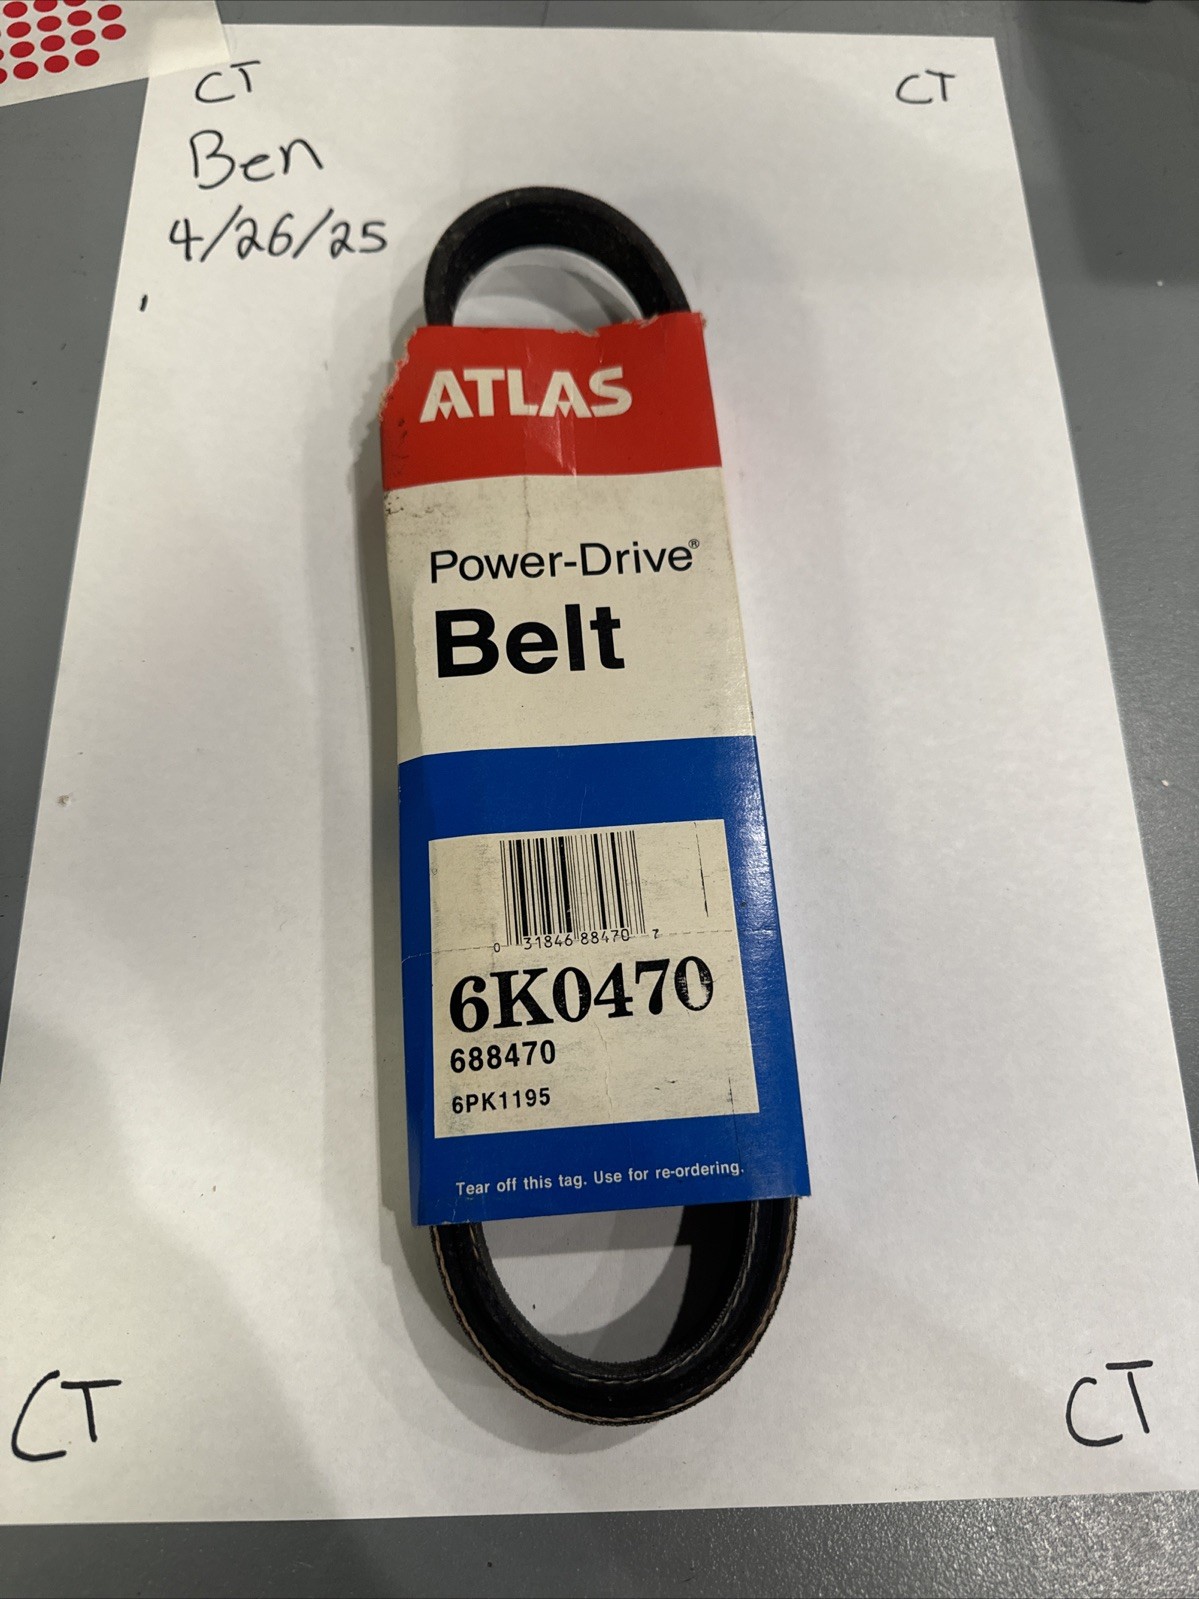 CT
CT
Ben
4/26/25
ATLAS
Power-Drive®
Belt
0 31846 88470 7
6K0470
688470
6PK1195
Tear off this tag. Use for re-ordering.
CT
CT